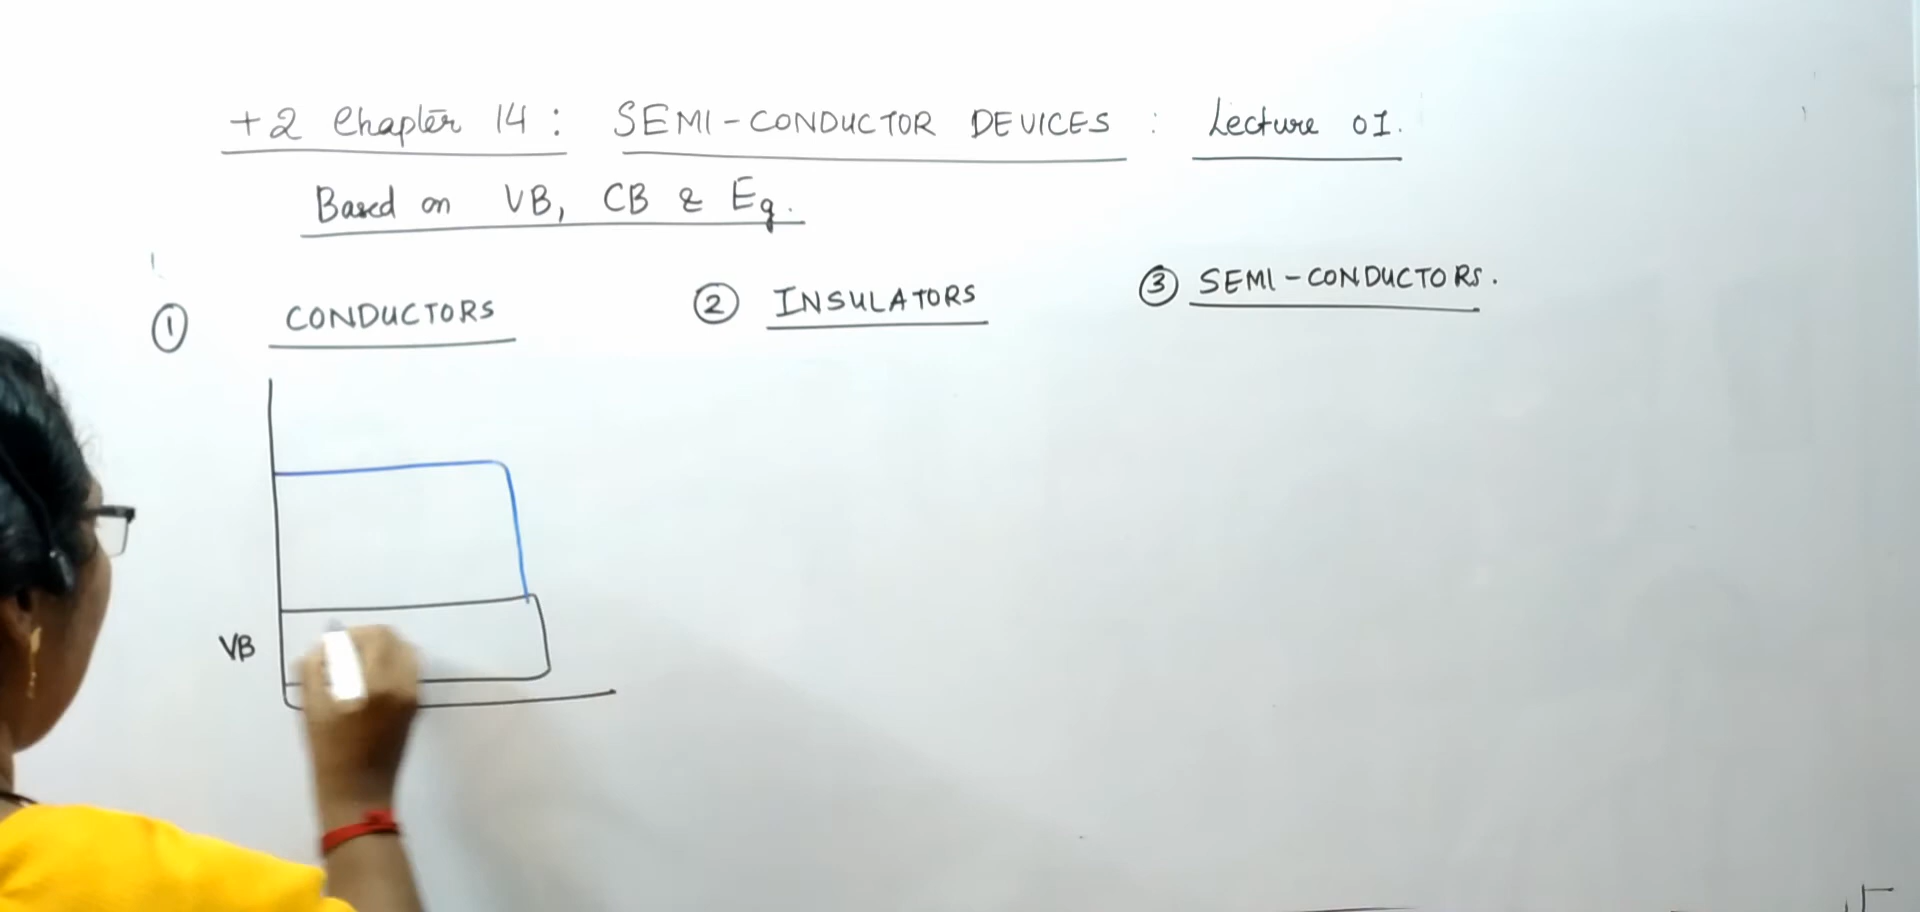 +2 Chapter 14 : SEMI-CONDUCTOR DEVICES : Lecture 01.
Based on VB, CB & Eg.
① CONDUCTORS ② INSULATORS ③ SEMI-CONDUCTORS.
VB